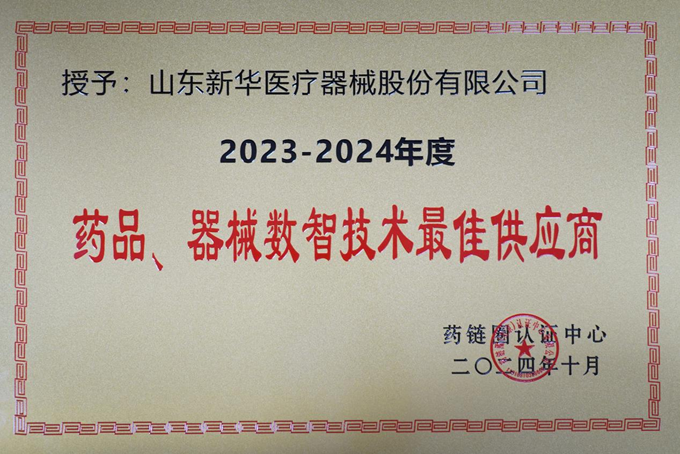 授予：山东新华医疗器械股份有限公司
2023-2024年度
药品、器械数智技术最佳供应商
药链圈认证中心
二〇二四年十月